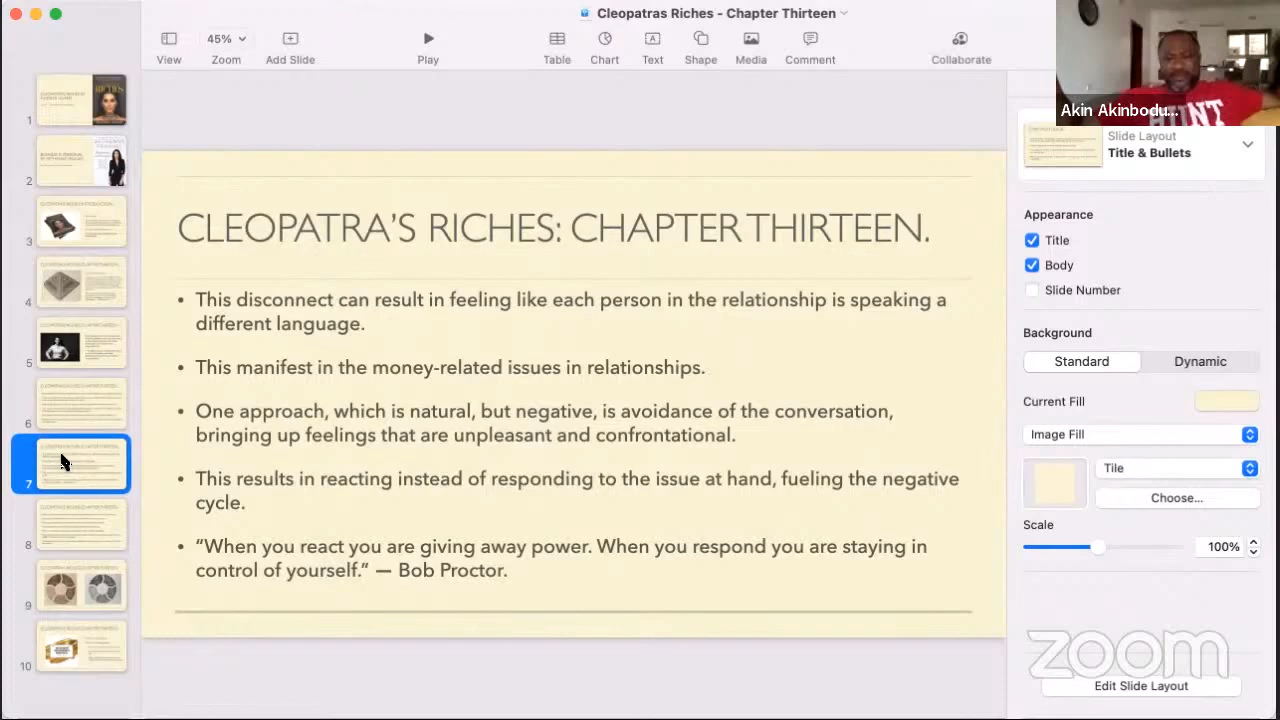 Cleopatras Riches - Chapter Thirteen
45%
View
Zoom
Add Slide
Play
Table
Chart
Text
Shape
Media
Comment
Collaborate
Akin Akinbodu...
HUNT
1
2
3
4
5
6
7
8
9
10
CLEOPATRA’S RICHES: CHAPTER THIRTEEN.
• This disconnect can result in feeling like each person in the relationship is speaking a
different language.
• This manifest in the money-related issues in relationships.
• One approach, which is natural, but negative, is avoidance of the conversation,
bringing up feelings that are unpleasant and confrontational.
• This results in reacting instead of responding to the issue at hand, fueling the negative
cycle.
• “When you react you are giving away power. When you respond you are staying in
control of yourself.” — Bob Proctor.
Slide Layout
Title & Bullets
Appearance
Title
Body
Slide Number
Background
Standard
Dynamic
Current Fill
Image Fill
Tile
Choose...
Scale
100%
zoom
Edit Slide Layout